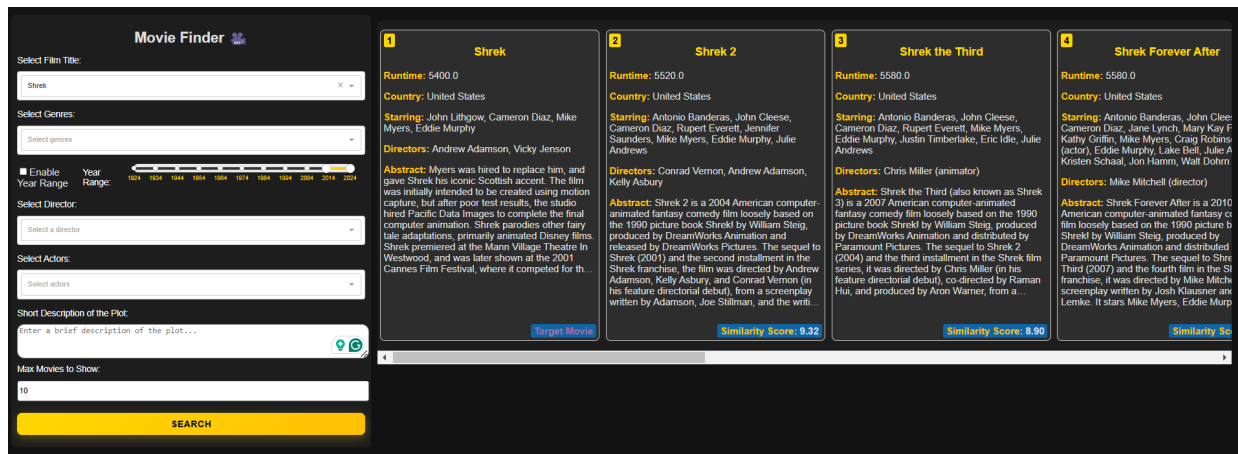 Movie Finder
Select Film Title:
Shrek
Select Genres:
Select genres
Enable
Year Range
Year
Range:
1924 1934 1944 1954 1964 1974 1984 1994 2004 2014 2024
Select Director:
Select a director
Select Actors:
Select actors
Short Description of the Plot:
Enter a brief description of the plot...
Max Movies to Show:
10
SEARCH
1
Shrek
Runtime: 5400.0
Country: United States
Starring: John Lithgow, Cameron Diaz, Mike
Myers, Eddie Murphy
Directors: Andrew Adamson, Vicky Jenson
Abstract: Myers was hired to replace him, and
gave Shrek his iconic Scottish accent. The film
was initially intended to be created using motion
capture, but after poor test results, the studio
hired Pacific Data Images to complete the final
computer animation. Shrek parodies other fairy
tale adaptations, primarily animated Disney films.
Shrek premiered at the Mann Village Theatre In
Westwood, and was later shown at the 2001
Cannes Film Festival, where it competed for th...
Target Movie
2
Shrek 2
Runtime: 5520.0
Country: United States
Starring: Antonio Banderas, John Cleese,
Cameron Diaz, Rupert Everett, Jennifer
Saunders, Mike Myers, Eddie Murphy, Julie
Andrews
Directors: Conrad Vernon, Andrew Adamson,
Kelly Asbury
Abstract: Shrek 2 is a 2004 American computer-
animated fantasy comedy film loosely based on
the 1990 picture book Shrek! by William Steig,
produced by DreamWorks Animation and
released by DreamWorks Pictures. The sequel to
Shrek (2001) and the second installment in the
Shrek franchise, the film was directed by Andrew
Adamson, Kelly Asbury, and Conrad Vernon (in
his feature directorial debut), from a screenplay
written by Adamson, Joe Stillman, and the writi...
Similarity Score: 9.32
3
Shrek the Third
Runtime: 5580.0
Country: United States
Starring: Antonio Banderas, John Cleese,
Cameron Diaz, Rupert Everett, Mike Myers,
Eddie Murphy, Justin Timberlake, Eric Idle, Julie
Andrews
Directors: Chris Miller (animator)
Abstract: Shrek the Third (also known as Shrek
3) is a 2007 American computer-animated
fantasy comedy film loosely based on the 1990
picture book Shrek! by William Steig, produced
by DreamWorks Animation and distributed by
Paramount Pictures. The sequel to Shrek 2
(2004) and the third installment in the Shrek film
series, it was directed by Chris Miller (in his
feature directorial debut), co-directed by Raman
Hui, and produced by Aron Warner, from a...
Similarity Score: 8.90
4
Shrek Forever After
Runtime: 5580.0
Country: United States
Starring: Antonio Banderas, John Clees
Cameron Diaz, Jane Lynch, Mary Kay P
Kathy Griffin, Mike Myers, Craig Robins
(actor), Eddie Murphy, Lake Bell, Julie A
Kristen Schaal, Jon Hamm, Walt Dohrn
Directors: Mike Mitchell (director)
Abstract: Shrek Forever After is a 2010
American computer-animated fantasy co
film loosely based on the 1990 picture b
Shrek! by William Steig, produced by
DreamWorks Animation and distributed
Paramount Pictures. The sequel to Shre
Third (2007) and the fourth film in the Sh
franchise, it was directed by Mike Mitche
screenplay written by Josh Klausner and
Lemke. It stars Mike Myers, Eddie Murp
Similarity Sc